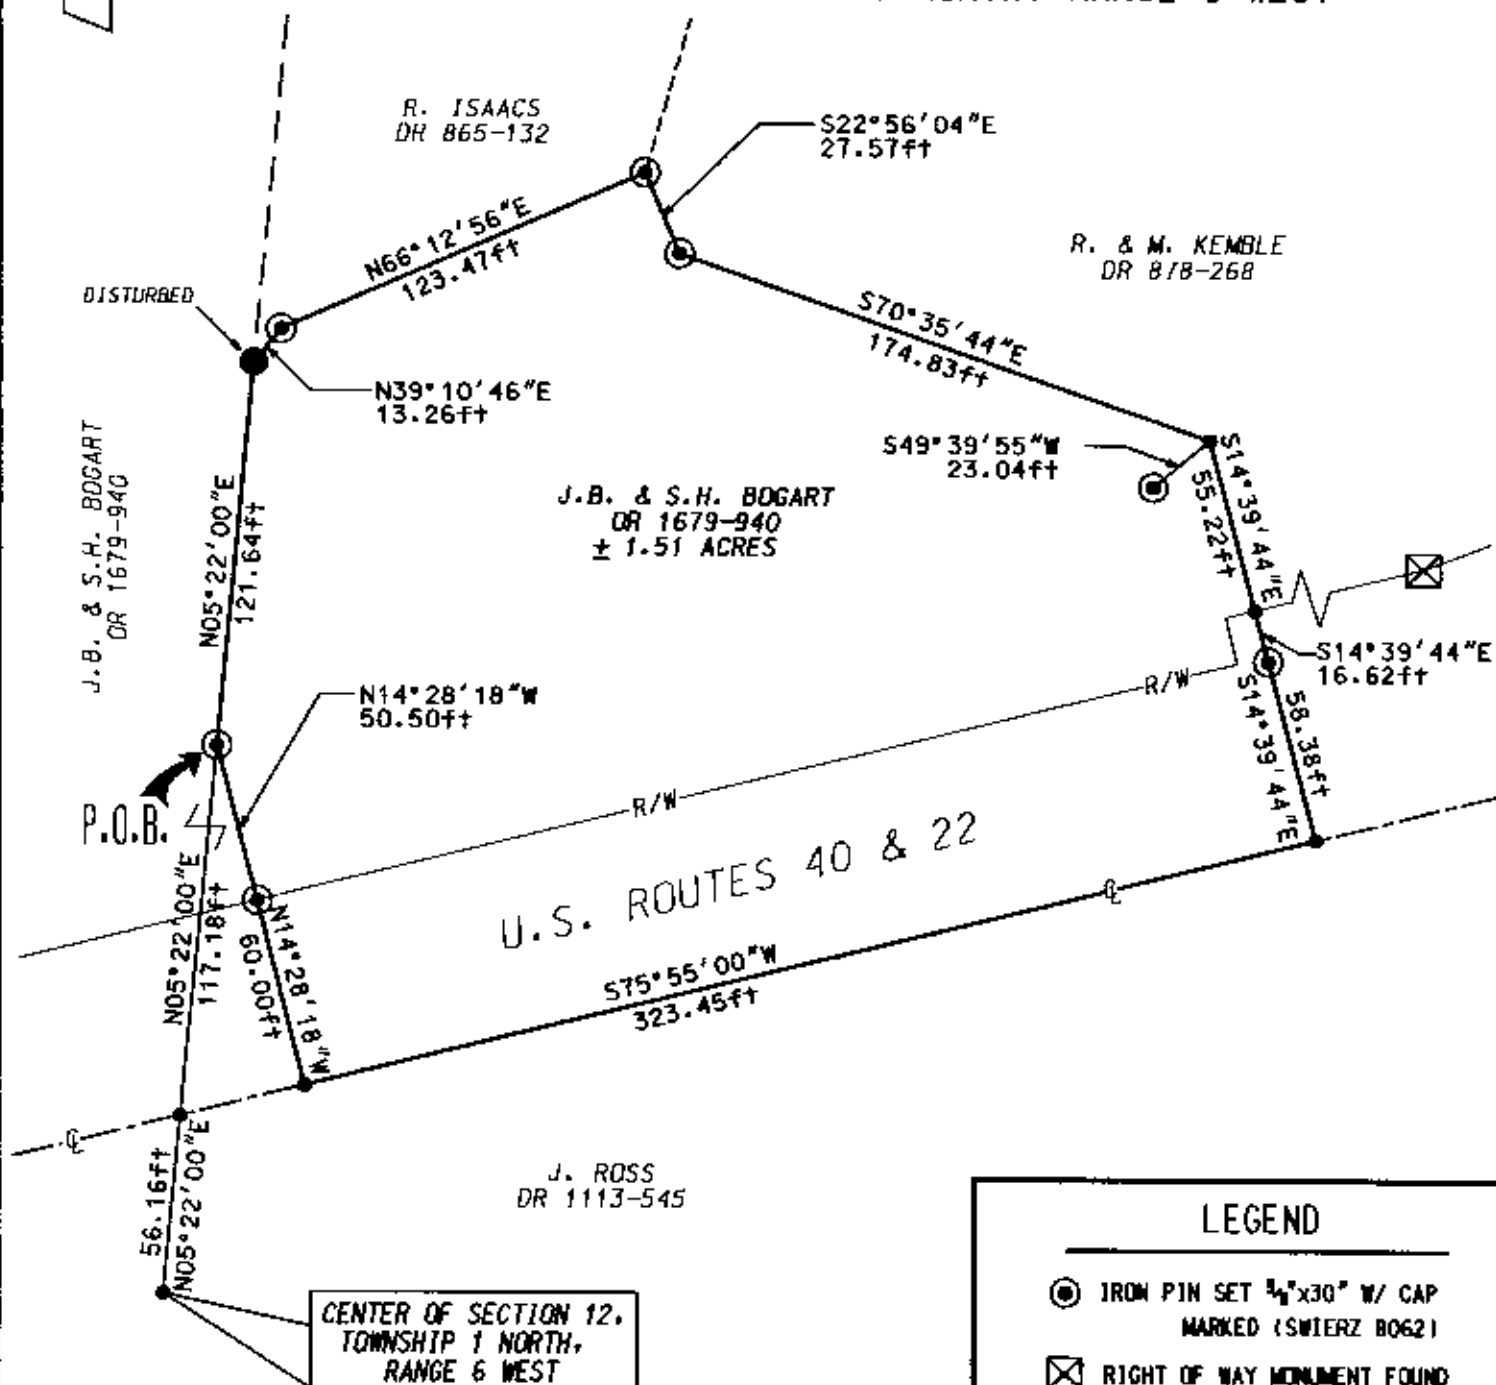 R. ISAACS
DR 865-132
S22°56'04"E
27.57ft
N66°12'56"E
123.47ft
R. & M. KEMBLE
DR 878-268
DISTURBED
S70°35'44"E
174.83ft
N39°10'46"E
13.26ft
S49°39'55"W
23.04ft
S14°39'44"E
55.22ft
J.B. & S.H. BOGART
OR 1679-940
J.B. & S.H. BOGART
OR 1679-940
± 1.51 ACRES
N05°22'00"E
121.64ft
S14°39'44"E
16.62ft
R/W
N14°28'18"W
50.50ft
S14°39'44"E
58.38ft
R/W
P.O.B.
U.S. ROUTES 40 & 22
N05°22'00"E
117.18ft
N14°28'18"W
60.00ft
S75°55'00"W
323.45ft
℄
℄
56.16ft
N05°22'00"E
J. ROSS
DR 1113-545
CENTER OF SECTION 12,
TOWNSHIP 1 NORTH,
RANGE 6 WEST
LEGEND
IRON PIN SET x30" W/ CAP
MARKED (SWIERZ 8062)
RIGHT OF WAY MONUMENT FOUND